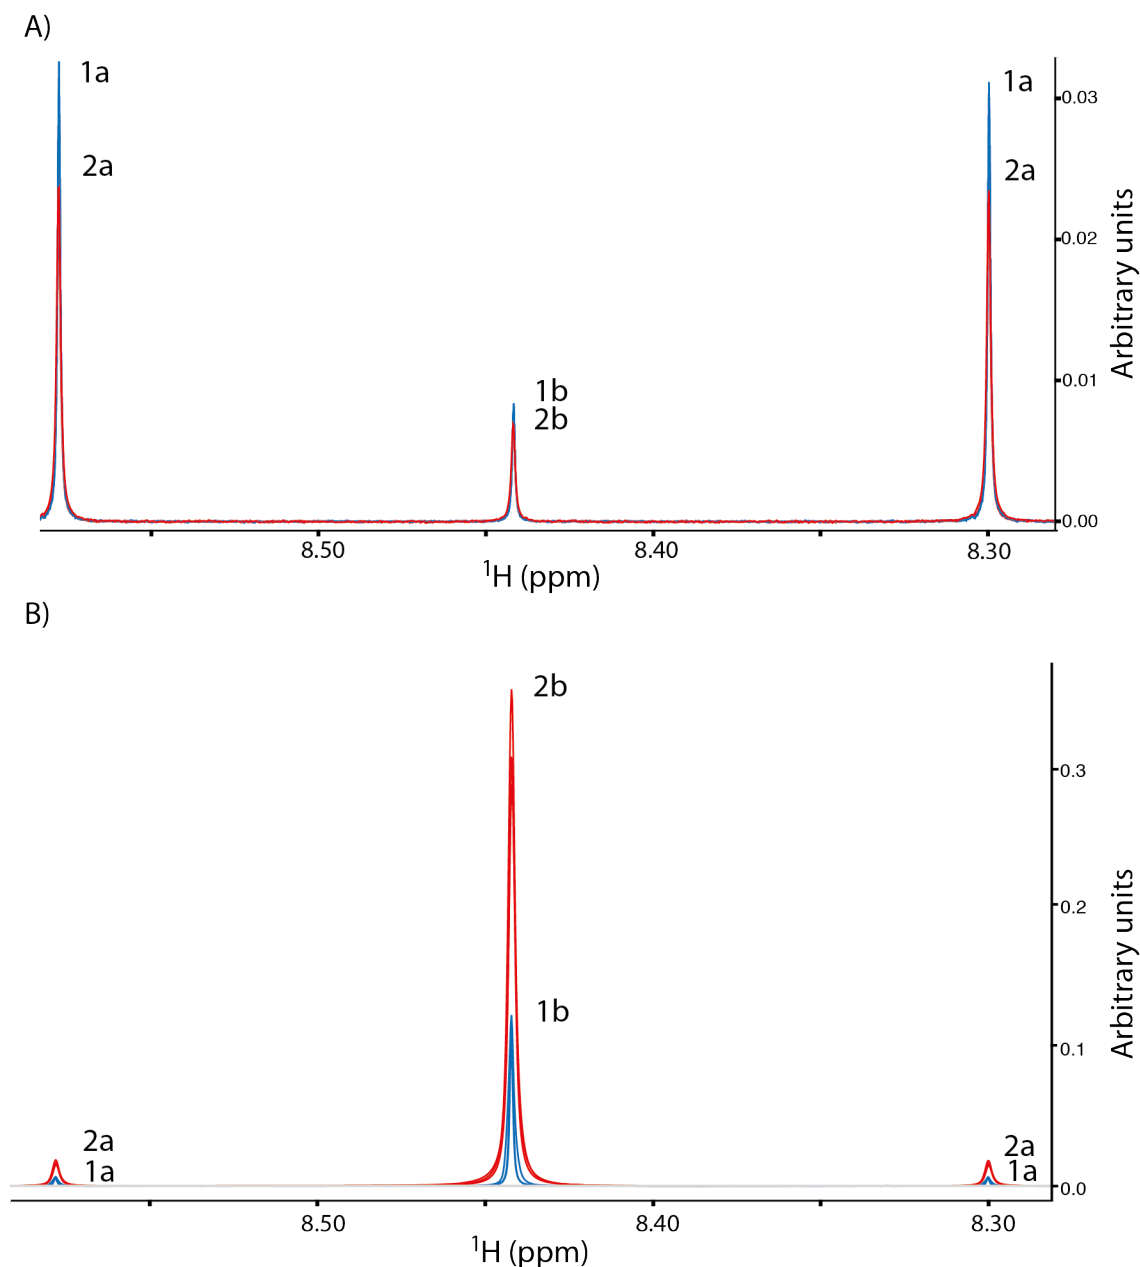 A)
1a
1a
0.03
2a
2a
0.02
Arbitrary units
1b
0.01
2b
0.00
8.50
8.40
8.30
¹H (ppm)
B)
2b
0.3
0.2
Arbitrary units
1b
0.1
2a
2a
1a
1a
0.0
8.50
8.40
8.30
¹H (ppm)